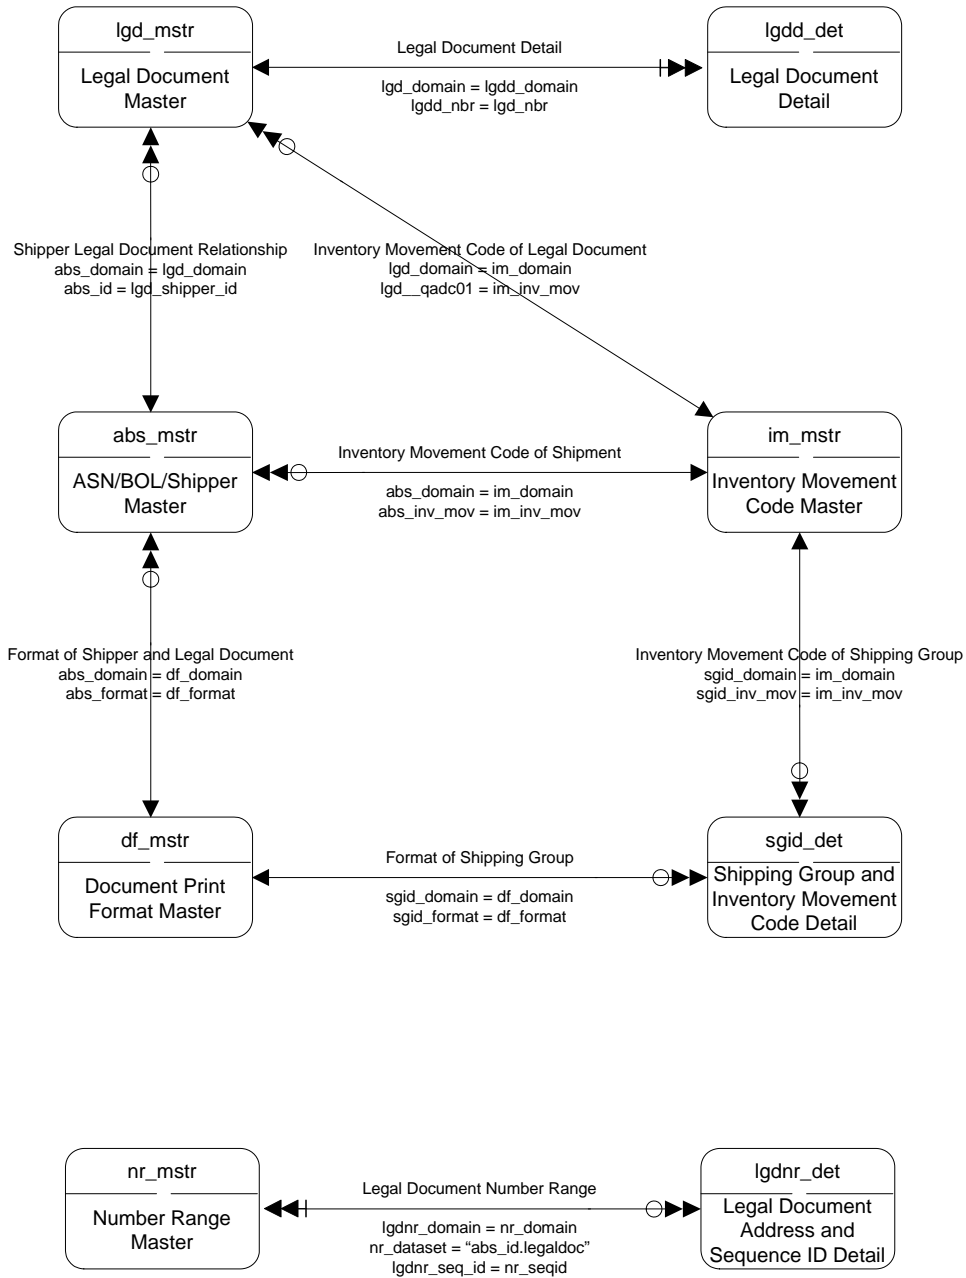 lgd_mstr
Legal Document
Master
Legal Document Detail
lgd_domain = lgdd_domain
lgdd_nbr = lgd_nbr
lgdd_det
Legal Document
Detail
Shipper Legal Document Relationship
abs_domain = lgd_domain
abs_id = lgd_shipper_id
Inventory Movement Code of Legal Document
lgd_domain = im_domain
lgd__qadc01 = im_inv_mov
abs_mstr
ASN/BOL/Shipper
Master
Inventory Movement Code of Shipment
abs_domain = im_domain
abs_inv_mov = im_inv_mov
im_mstr
Inventory Movement
Code Master
Format of Shipper and Legal Document
abs_domain = df_domain
abs_format = df_format
Inventory Movement Code of Shipping Group
sgid_domain = im_domain
sgid_inv_mov = im_inv_mov
df_mstr
Document Print
Format Master
Format of Shipping Group
sgid_domain = df_domain
sgid_format = df_format
sgid_det
Shipping Group and
Inventory Movement
Code Detail
nr_mstr
Number Range
Master
Legal Document Number Range
lgdnr_domain = nr_domain
nr_dataset = “abs_id.legaldoc”
lgdnr_seq_id = nr_seqid
lgdnr_det
Legal Document
Address and
Sequence ID Detail